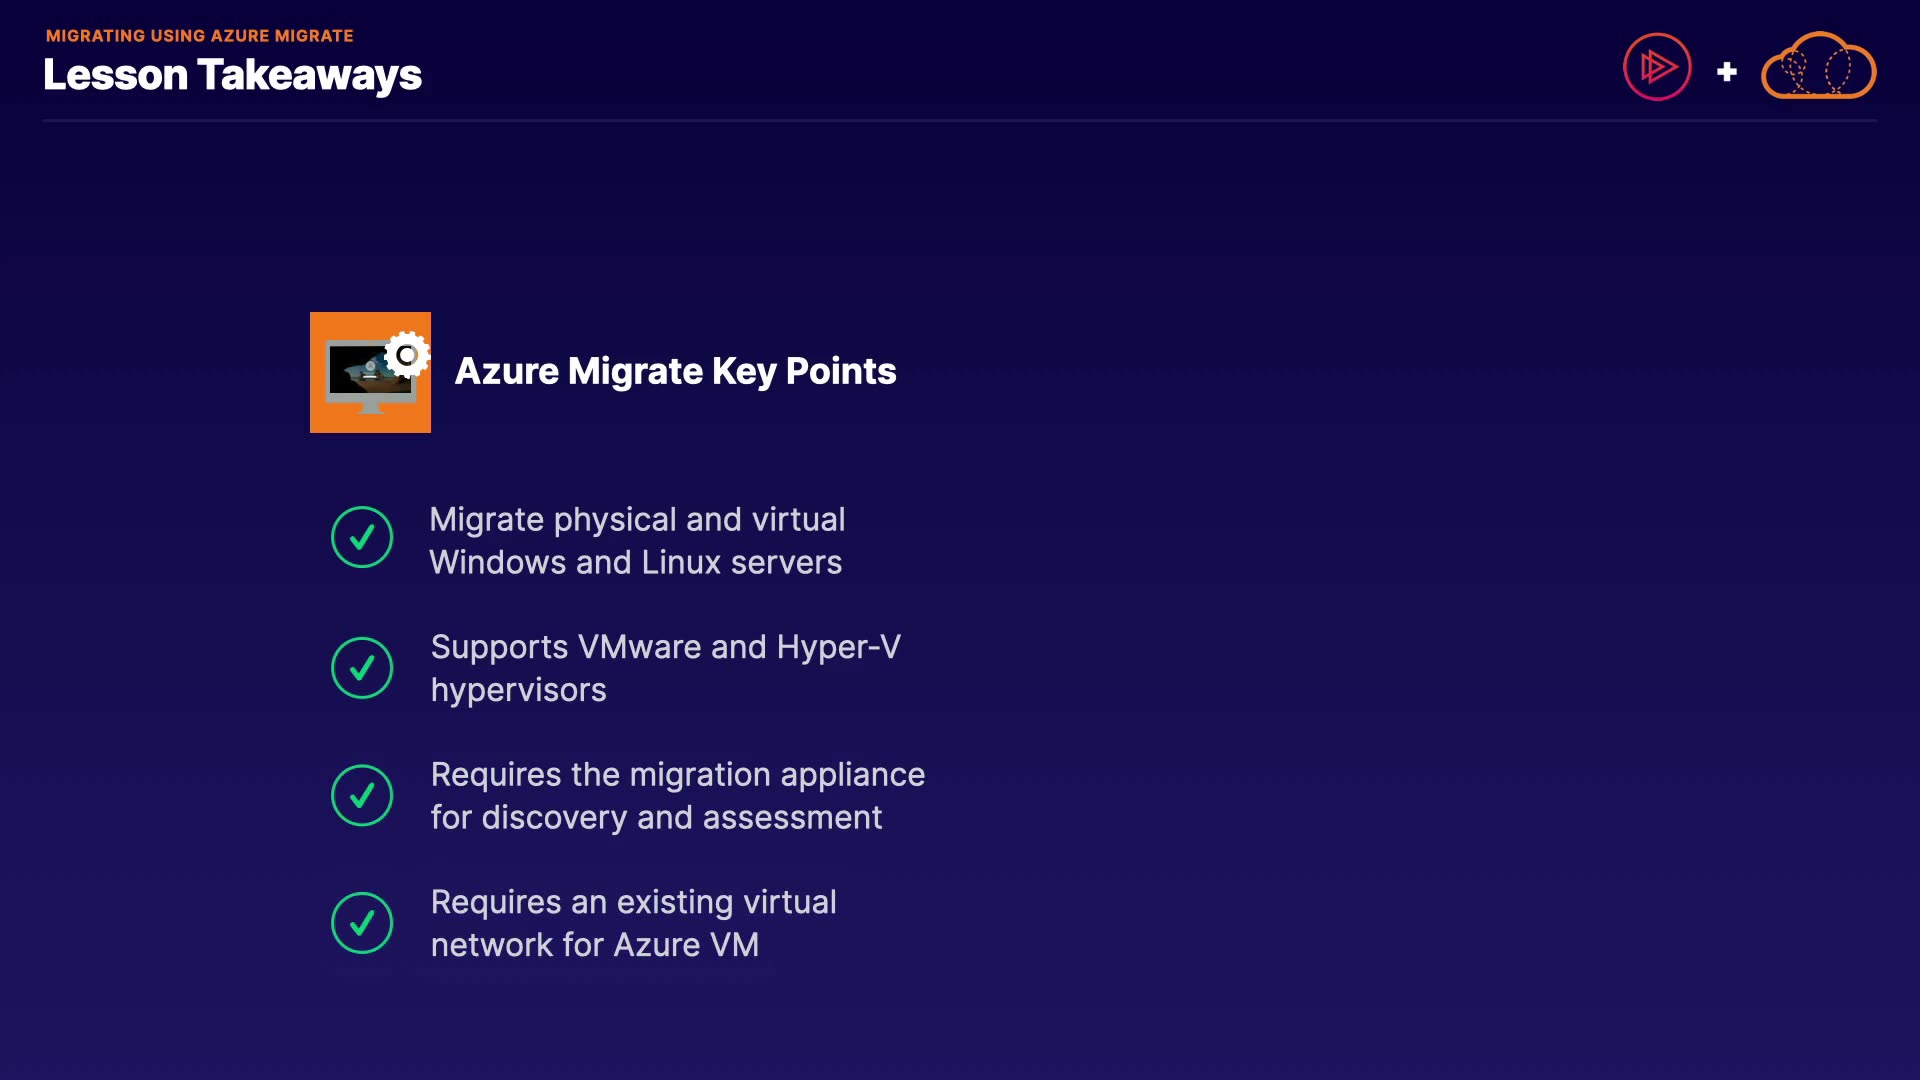 MIGRATING USING AZURE MIGRATE
Lesson Takeaways
Azure Migrate Key Points
Migrate physical and virtual
Windows and Linux servers
Supports VMware and Hyper-V
hypervisors
Requires the migration appliance
for discovery and assessment
Requires an existing virtual
network for Azure VM